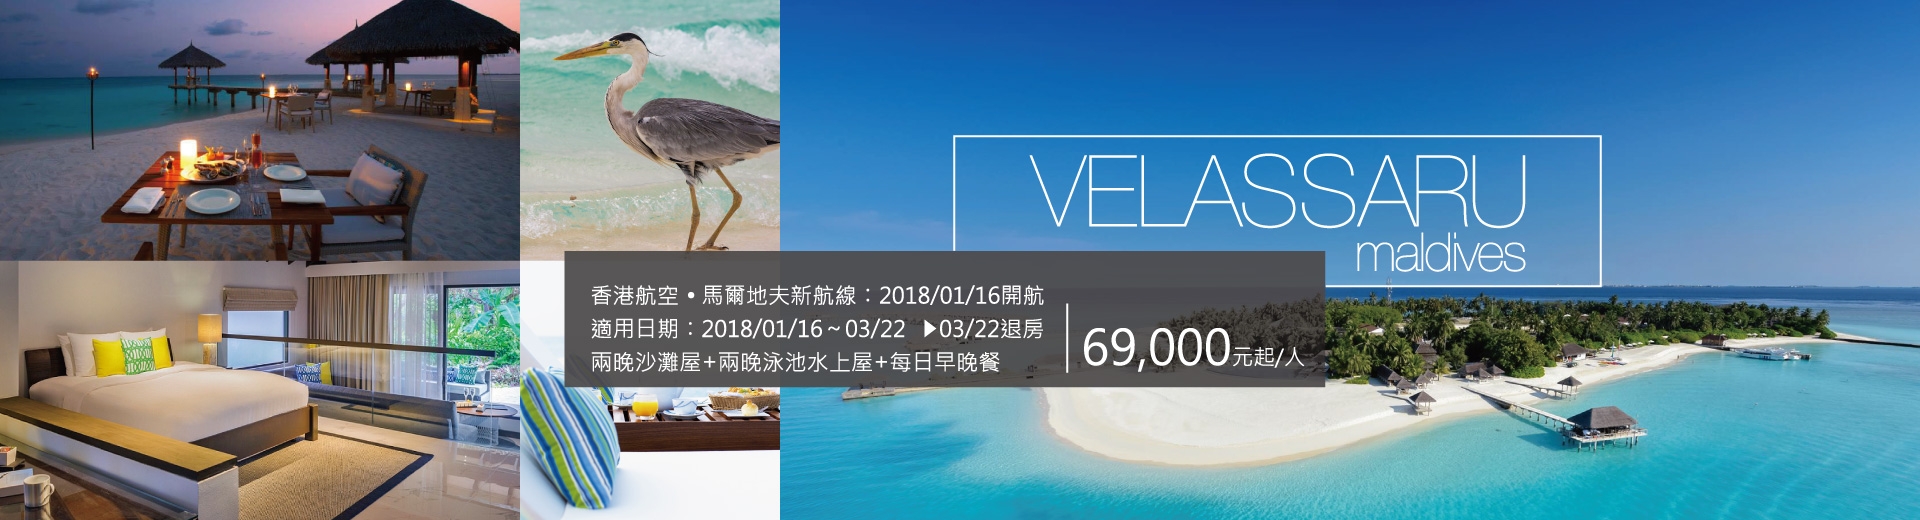 VELASSARU
maldives
香港航空•馬爾地夫新航線：2018/01/16開航
適用日期：2018/01/16~03/22 ▶03/22退房
兩晚沙灘屋+兩晚泳池水上屋+每日早晚餐
69,000元起/人